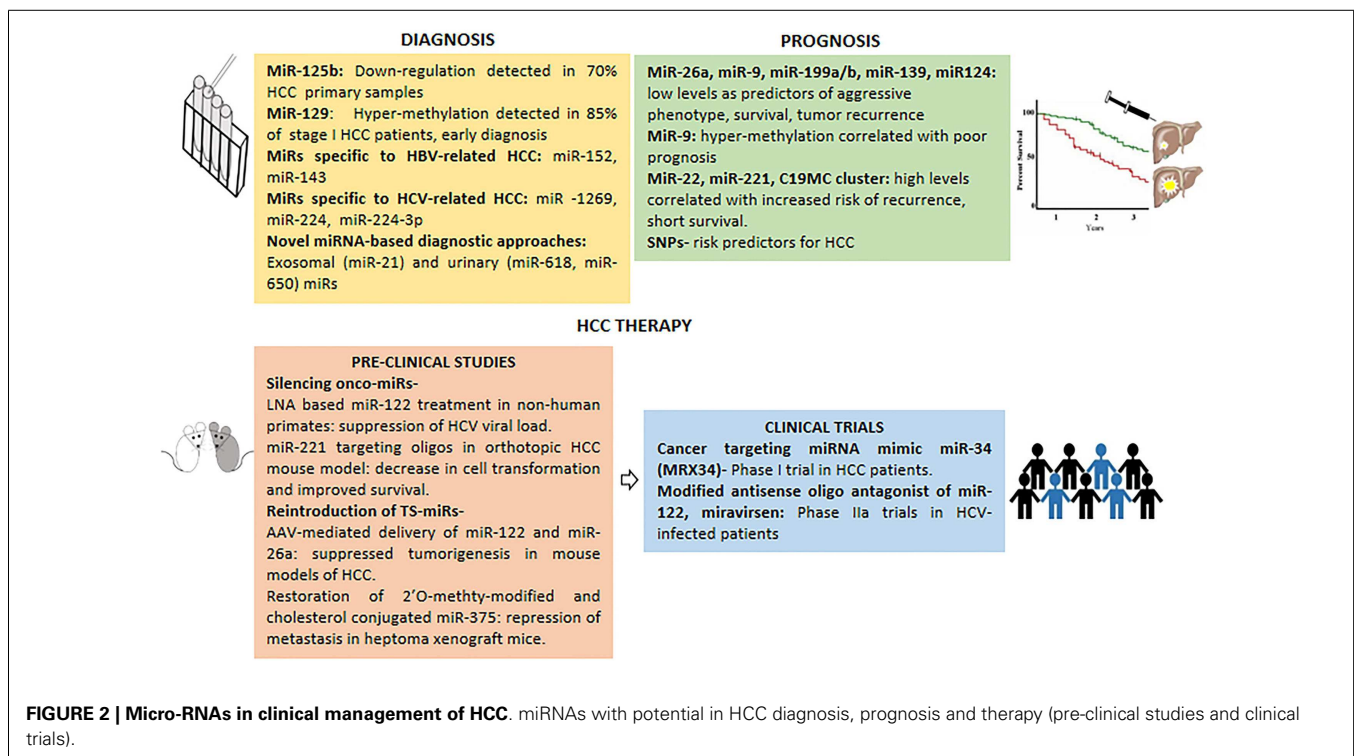 DIAGNOSIS
MiR-125b: Down-regulation detected in 70%
HCC primary samples
MiR-129: Hyper-methylation detected in 85%
of stage I HCC patients, early diagnosis
MiRs specific to HBV-related HCC: miR-152,
miR-143
MiRs specific to HCV-related HCC: miR -1269,
miR-224, miR-224-3p
Novel miRNA-based diagnostic approaches:
Exosomal (miR-21) and urinary (miR-618, miR-
650) miRs
PROGNOSIS
MiR-26a, miR-9, miR-199a/b, miR-139, miR124:
low levels as predictors of aggressive
phenotype, survival, tumor recurrence
MiR-9: hyper-methylation correlated with poor
prognosis
MiR-22, miR-221, C19MC cluster: high levels
correlated with increased risk of recurrence,
short survival.
SNPs- risk predictors for HCC
Percent Survival
100
50
0
1 2 3
Years
HCC THERAPY
PRE-CLINICAL STUDIES
Silencing onco-miRs-
LNA based miR-122 treatment in non-human
primates: suppression of HCV viral load.
miR-221 targeting oligos in orthotopic HCC
mouse model: decrease in cell transformation
and improved survival.
Reintroduction of TS-miRs-
AAV-mediated delivery of miR-122 and miR-
26a: suppressed tumorigenesis in mouse
models of HCC.
Restoration of 2'O-methty-modified and
cholesterol conjugated miR-375: repression of
metastasis in heptoma xenograft mice.
CLINICAL TRIALS
Cancer targeting miRNA mimic miR-34
(MRX34)- Phase I trial in HCC patients.
Modified antisense oligo antagonist of miR-
122, miravirsen: Phase IIa trials in HCV-
infected patients
FIGURE 2 | Micro-RNAs in clinical management of HCC. miRNAs with potential in HCC diagnosis, prognosis and therapy (pre-clinical studies and clinical
trials).